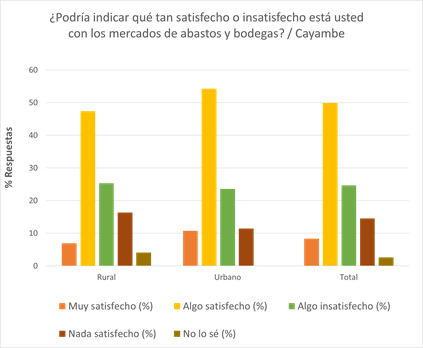 ¿Podría indicar qué tan satisfecho o insatisfecho está usted
con los mercados de abastos y bodegas? / Cayambe
% Respuestas
60
50
40
30
20
10
0
Rural Urbano Total
Muy satisfecho (%) Algo satisfecho (%) Algo insatisfecho (%)
Nada satisfecho (%) No lo sé (%)